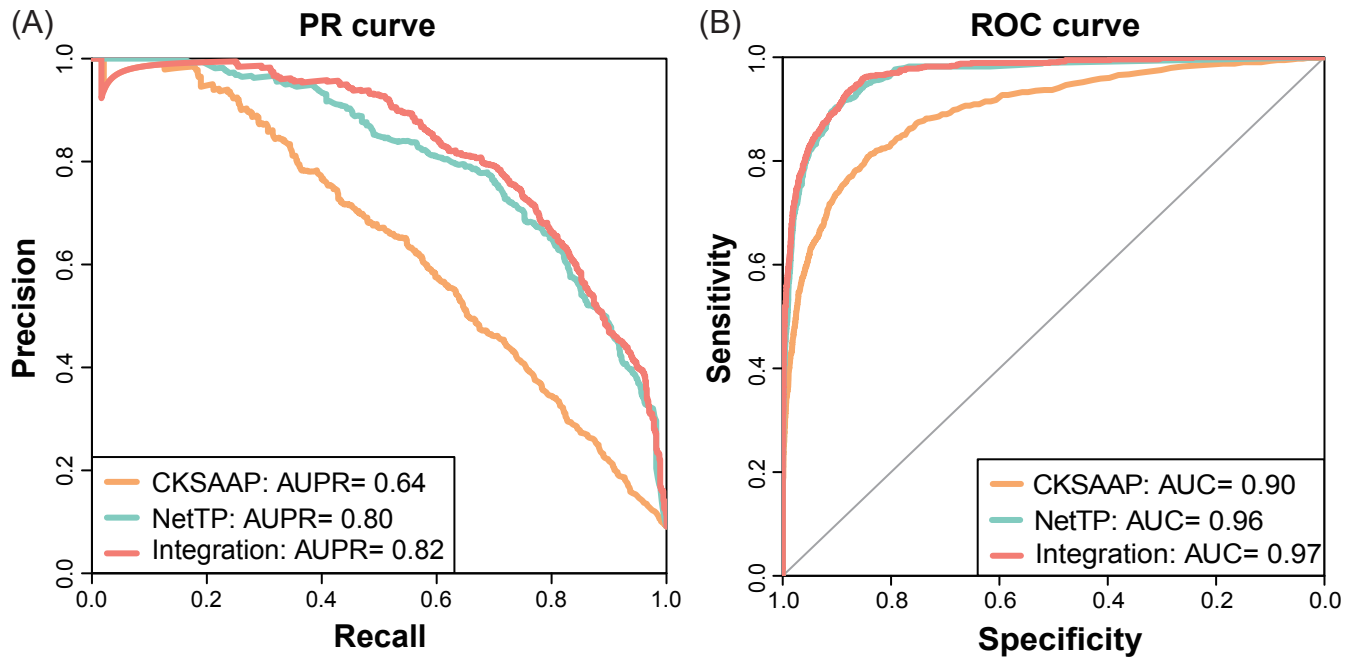 (A)
PR curve
1.0
0.8
0.6
0.4
0.2
0.0
Precision
CKSAAP: AUPR= 0.64
NetTP: AUPR= 0.80
Integration: AUPR= 0.82
0.0 0.2 0.4 0.6 0.8 1.0
Recall
(B)
ROC curve
1.0
0.8
0.6
0.4
0.2
0.0
Sensitivity
CKSAAP: AUC= 0.90
NetTP: AUC= 0.96
Integration: AUC= 0.97
1.0 0.8 0.6 0.4 0.2 0.0
Specificity